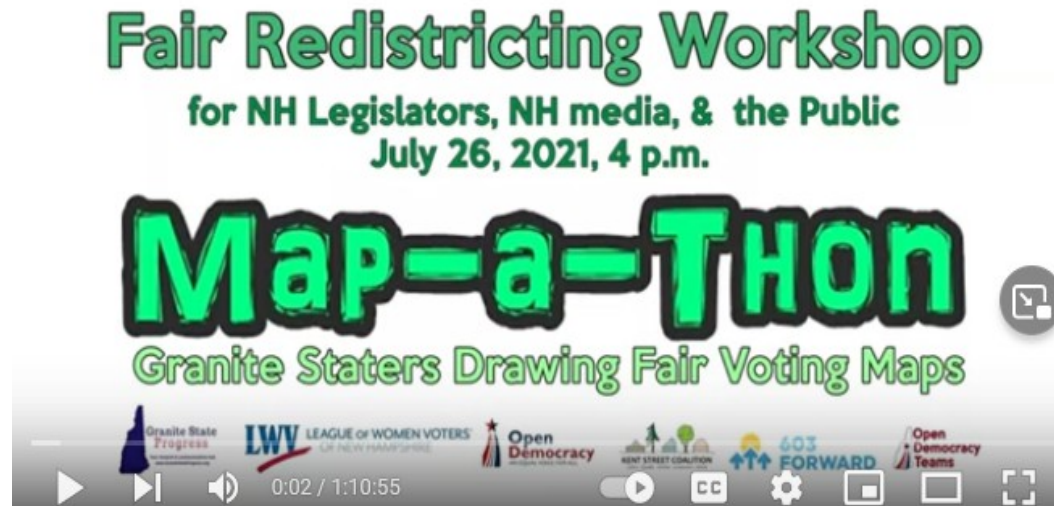 Fair Redistricting Workshop
for NH Legislators, NH media, & the Public
July 26, 2021, 4 p.m.
Map-a-Thon
Granite Staters Drawing Fair Voting Maps
Granite State
Progress
LWV LEAGUE OF WOMEN VOTERS®
OF NEW HAMPSHIRE
Open
Democracy
KENT STREET COALITION
603
FORWARD
Open
Democracy
Teams
0:02 / 1:10:55
CC